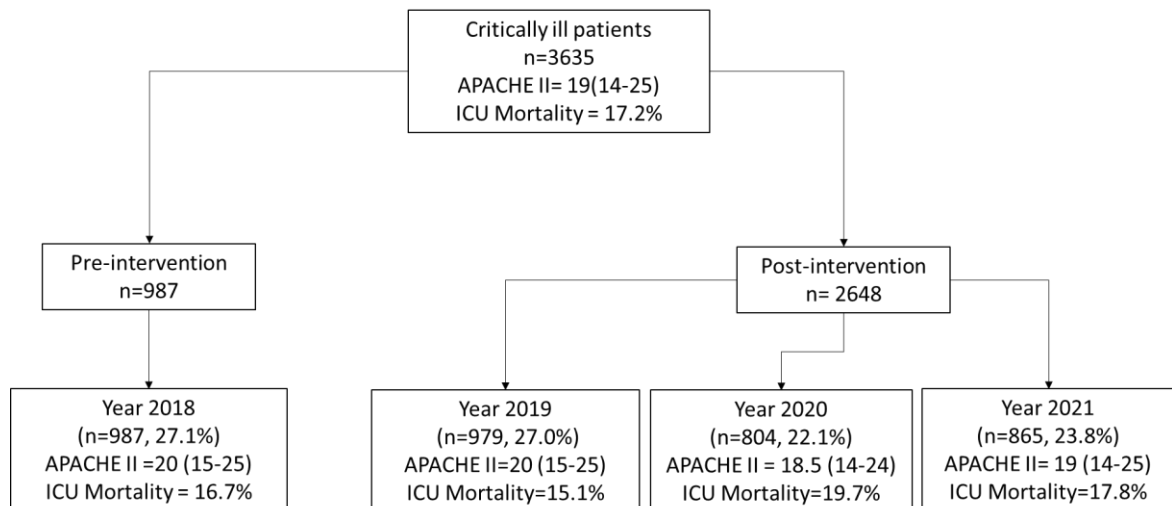 Critically ill patients
n=3635
APACHE II= 19(14-25)
ICU Mortality = 17.2%
Pre-intervention
n=987
Post-intervention
n= 2648
Year 2018
(n=987, 27.1%)
APACHE II =20 (15-25)
ICU Mortality = 16.7%
Year 2019
(n=979, 27.0%)
APACHE II=20 (15-25)
ICU Mortality=15.1%
Year 2020
(n=804, 22.1%)
APACHE II = 18.5 (14-24)
ICU Mortality=19.7%
Year 2021
(n=865, 23.8%)
APACHE II= 19 (14-25)
ICU Mortality=17.8%